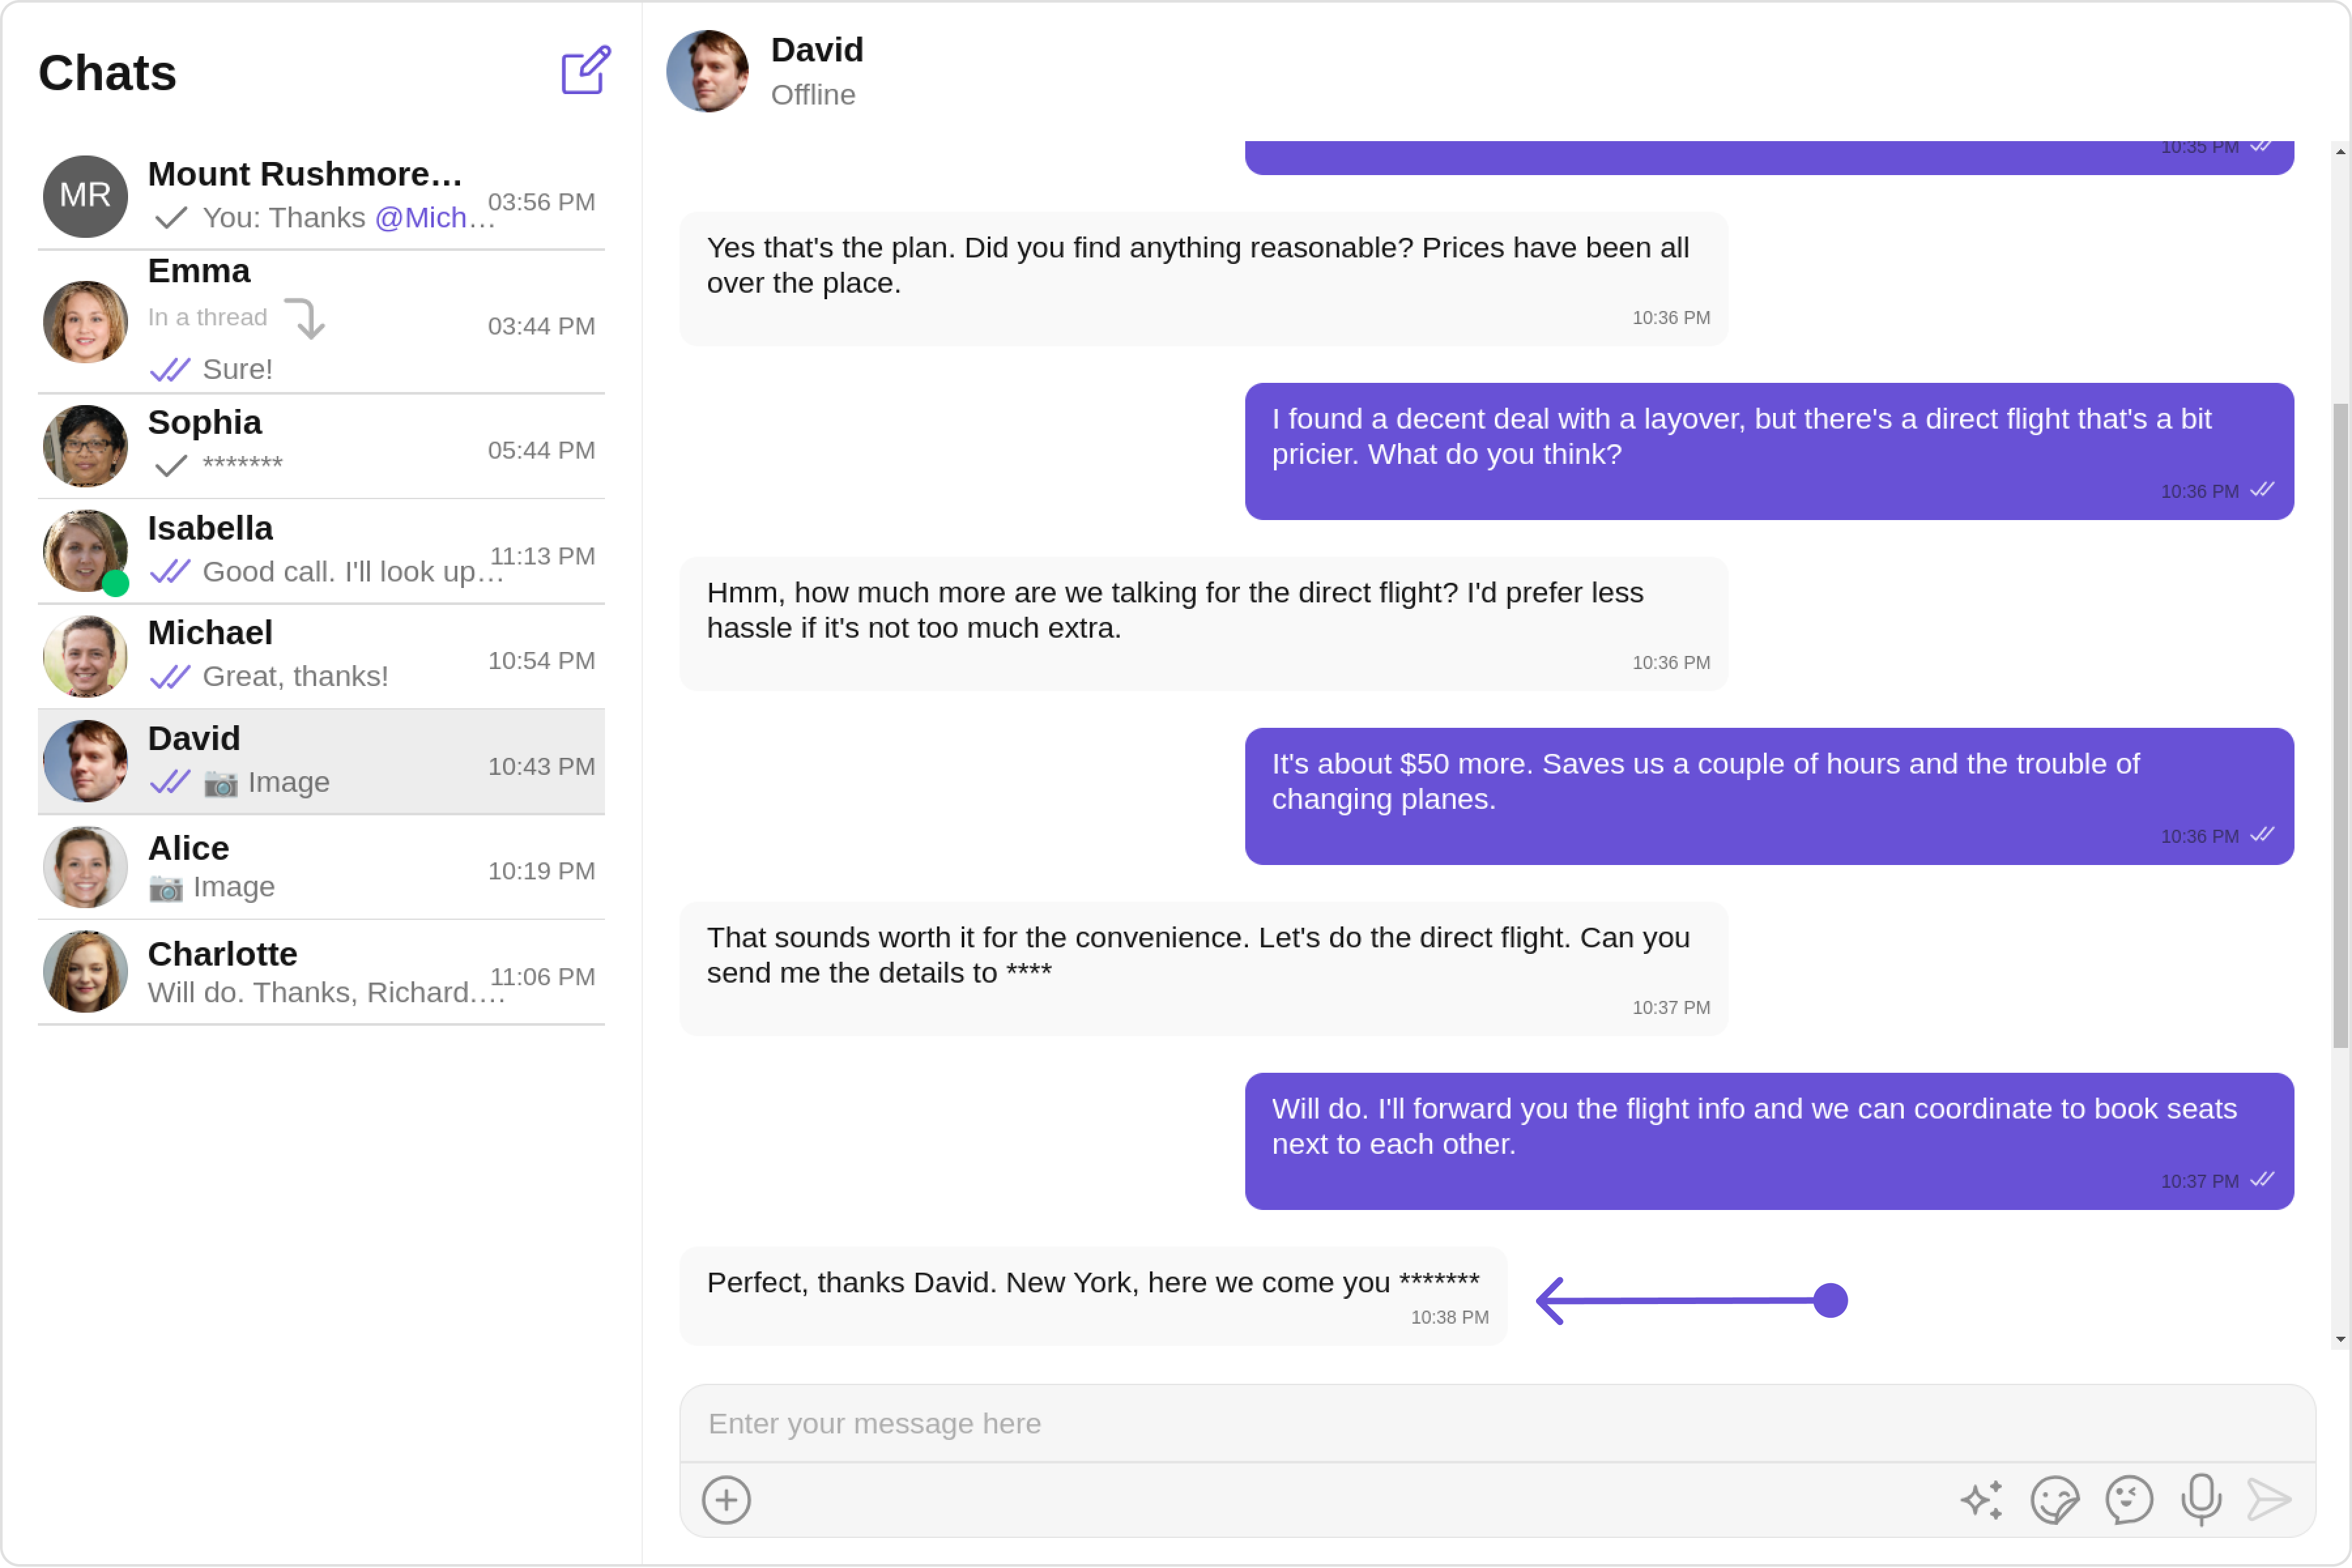 Chats
MR
Mount Rushmore...
You: Thanks @Mich...
03:56 PM
Emma
In a thread
Sure!
03:44 PM
Sophia
*******
05:44 PM
Isabella
Good call. I'll look up...
11:13 PM
Michael
Great, thanks!
10:54 PM
David
📷 Image
10:43 PM
Alice
📷 Image
10:19 PM
Charlotte
Will do. Thanks, Richard....
11:06 PM
David
Offline
10:35 PM
Yes that's the plan. Did you find anything reasonable? Prices have been all
over the place.
10:36 PM
I found a decent deal with a layover, but there's a direct flight that's a bit
pricier. What do you think?
10:36 PM
Hmm, how much more are we talking for the direct flight? I'd prefer less
hassle if it's not too much extra.
10:36 PM
It's about $50 more. Saves us a couple of hours and the trouble of
changing planes.
10:36 PM
That sounds worth it for the convenience. Let's do the direct flight. Can you
send me the details to ****
10:37 PM
Will do. I'll forward you the flight info and we can coordinate to book seats
next to each other.
10:37 PM
Perfect, thanks David. New York, here we come you *******
10:38 PM
Enter your message here